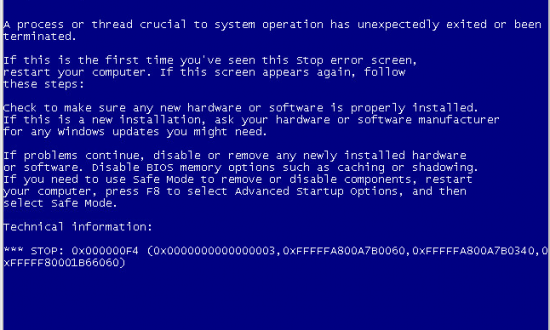 A process or thread crucial to system operation has unexpectedly exited or been
terminated.
If this is the first time you've seen this Stop error screen,
restart your computer. If this screen appears again, follow
these steps:
Check to make sure any new hardware or software is properly installed.
If this is a new installation, ask your hardware or software manufacturer
for any Windows updates you might need.
If problems continue, disable or remove any newly installed hardware
or software. Disable BIOS memory options such as caching or shadowing.
If you need to use Safe Mode to remove or disable components, restart
your computer, press F8 to select Advanced Startup Options, and then
select Safe Mode.
Technical information:
*** STOP: 0x000000F4 (0x0000000000000003,0xFFFFFA800A7B0060,0xFFFFFA800A7B0340,0
xFFFFF80001B66060)